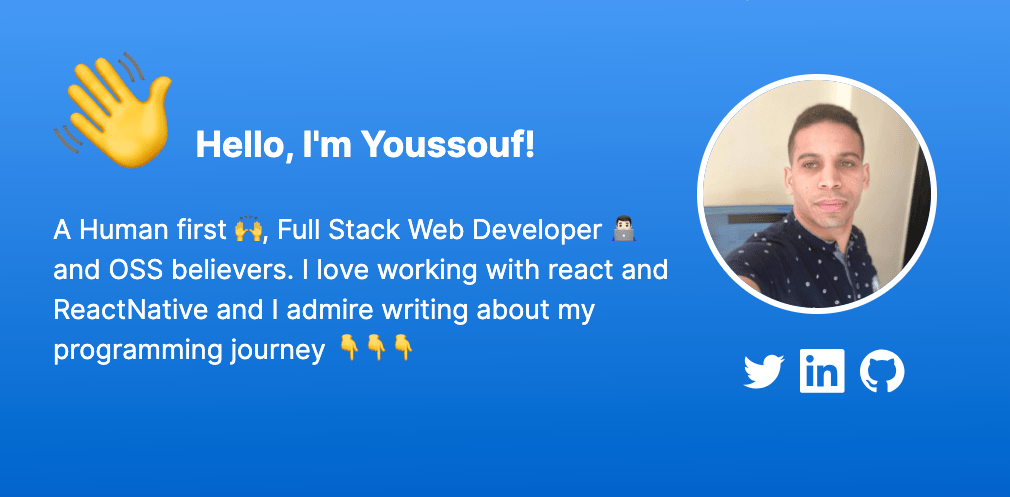 Hello, I'm Youssouf!
A Human first 🙌, Full Stack Web Developer 👨🏻‍💻
and OSS believers. I love working with react and
ReactNative and I admire writing about my
programming journey 👇👇👇
in